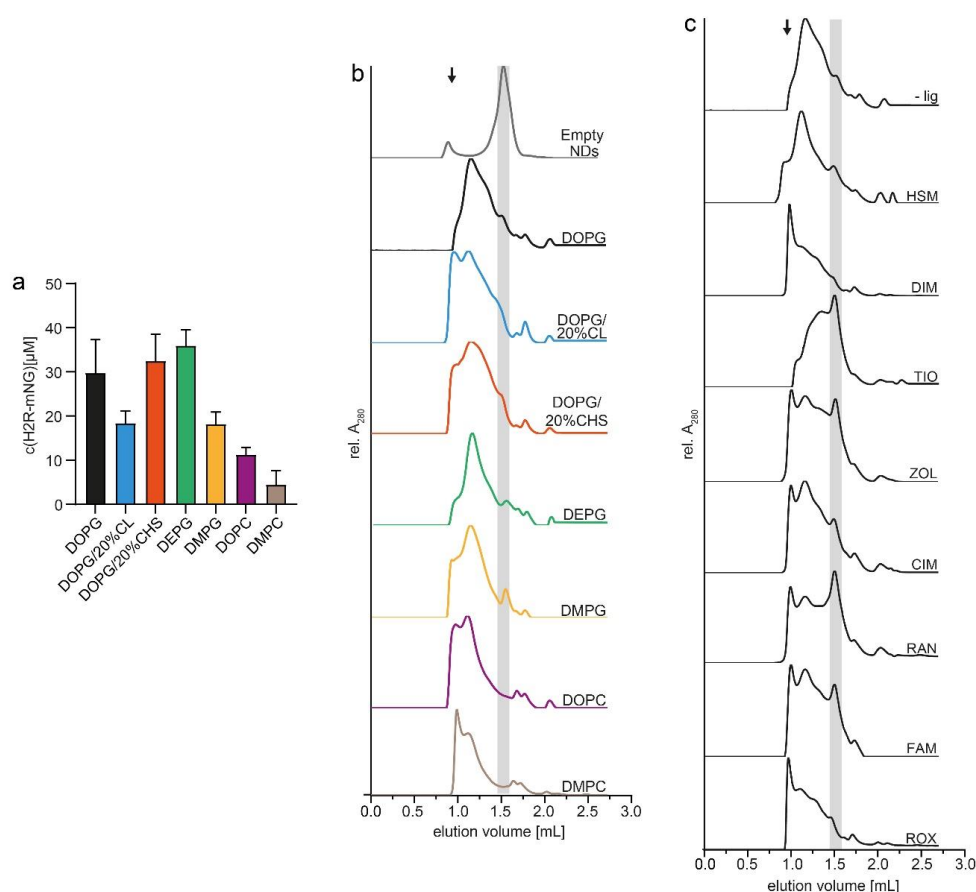 a
c(H2R-mNG)[µM]
50
40
30
20
10
0
DOPG
DOPG/20%CL
DOPG/20%CHS
DEPG
DMPG
DOPC
DMPC
b
rel. A280
Empty
NDs
DOPG
DOPG/
20%CL
DOPG/
20%CHS
DEPG
DMPG
DOPC
DMPC
0.0 0.5 1.0 1.5 2.0 2.5 3.0
elution volume [mL]
c
rel. A280
- lig
HSM
DIM
TIO
ZOL
CIM
RAN
FAM
ROX
0.0 0.5 1.0 1.5 2.0 2.5 3.0
elution volume [mL]